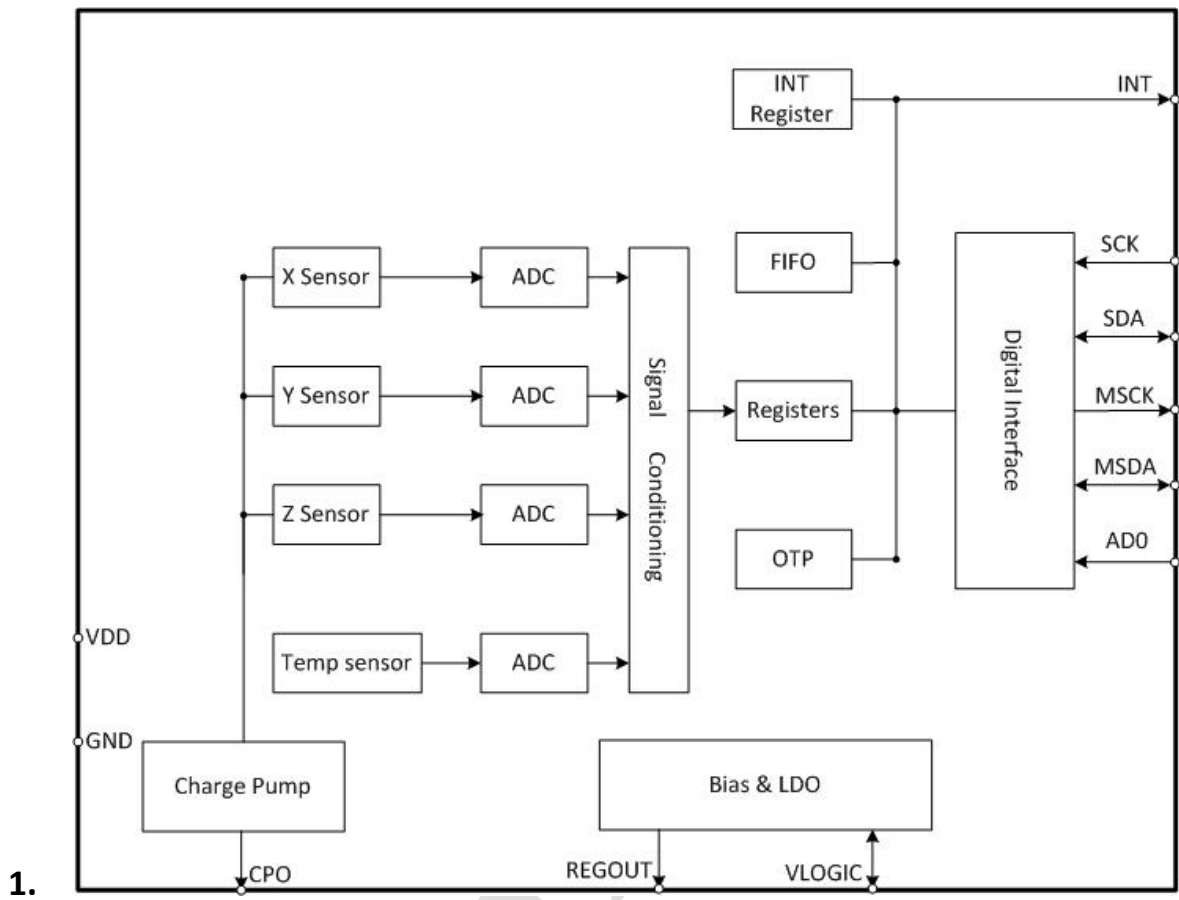 INT
Register
INT
FIFO
SCK
X Sensor
ADC
SDA
Y Sensor
ADC
Signal Conditioning
Registers
Digital Interface
MSCK
MSDA
Z Sensor
ADC
OTP
AD0
VDD
Temp sensor
ADC
GND
Charge Pump
Bias & LDO
CPO
REGOUT
VLOGIC
1.